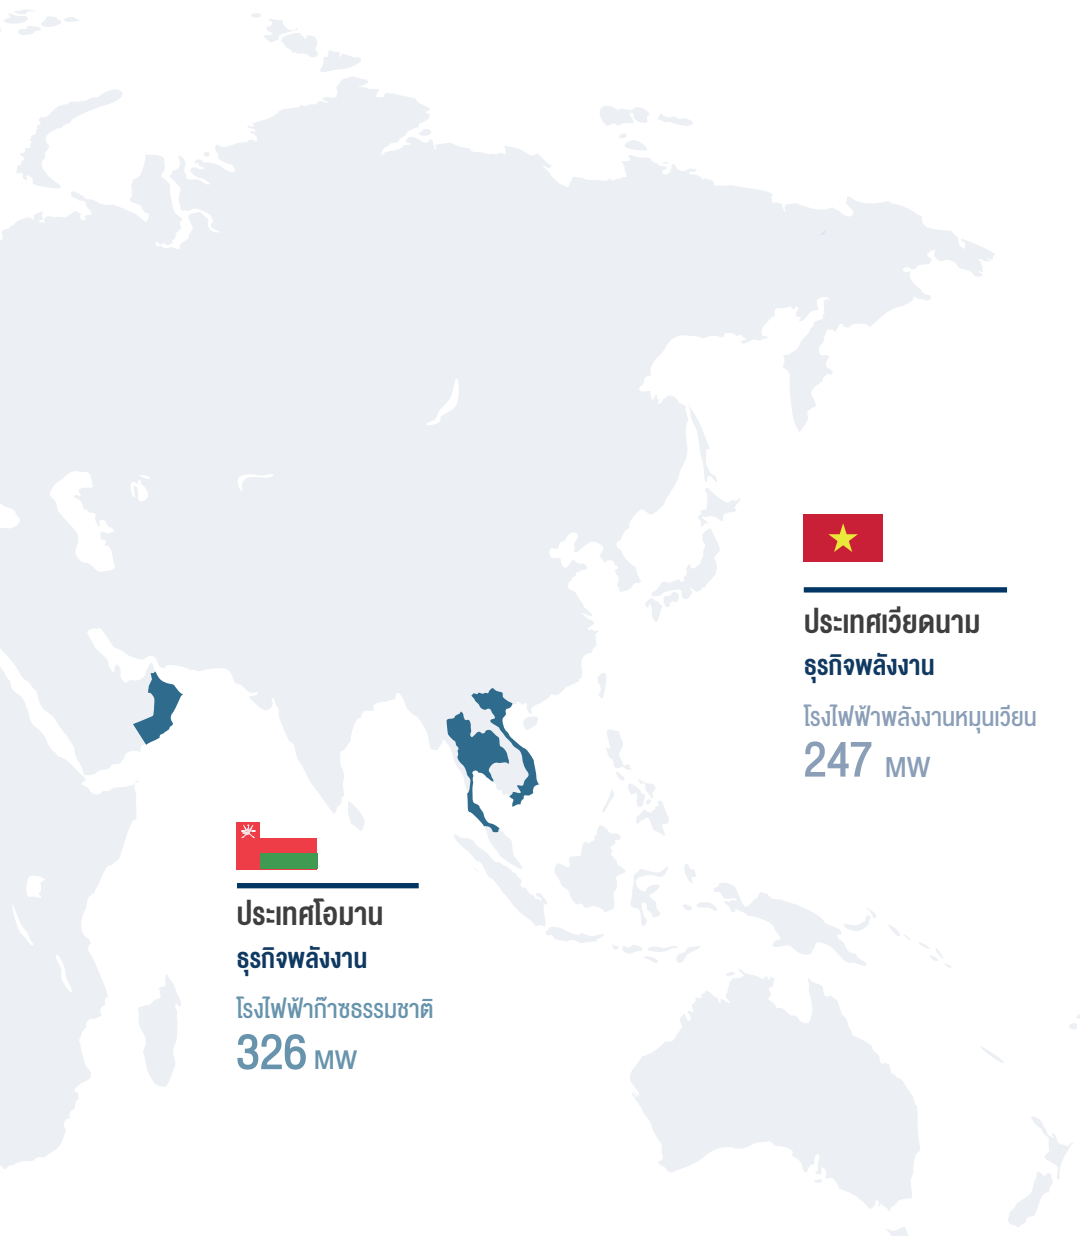 ประเทศเวียดนาม
ธุรกิจพลังงาน
โรงไฟฟ้าพลังงานหมุนเวียน
247 MW
ประเทศโอมาน
ธุรกิจพลังงาน
โรงไฟฟ้าก๊าซธรรมชาติ
326 MW